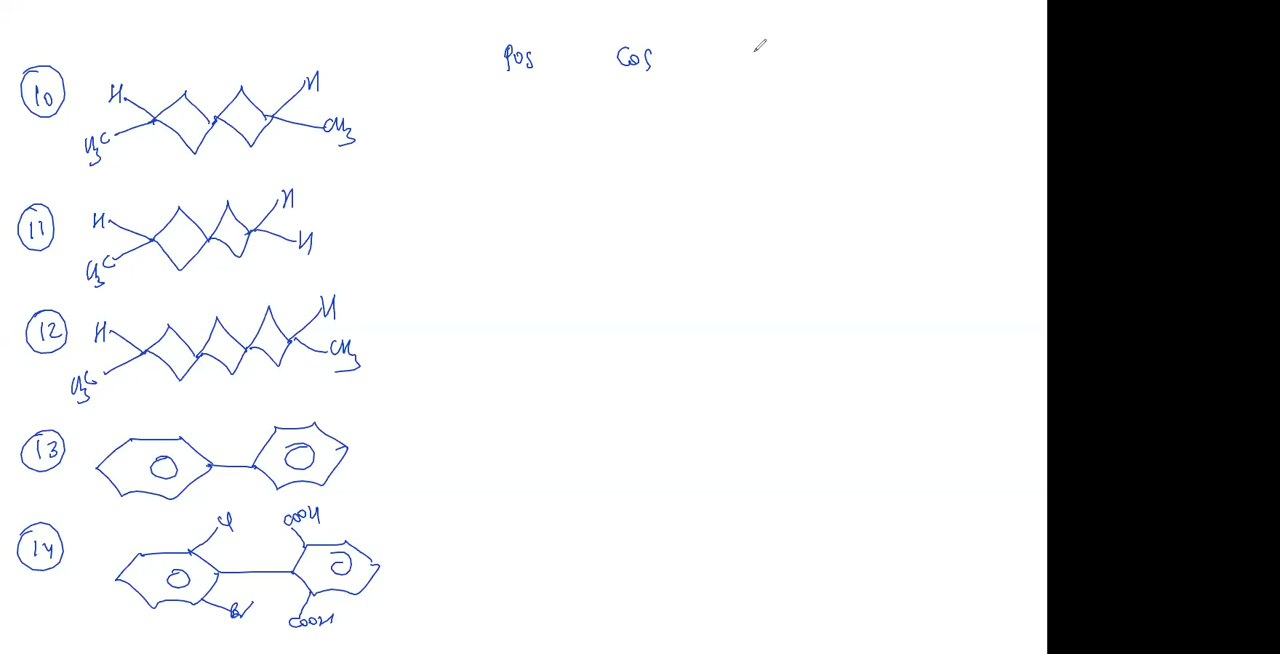 POS COS
10 H H
H3C CH3
11 H H
H3C H
12 H H
H3C CH3
13
14 Cl COOH
Br COOH